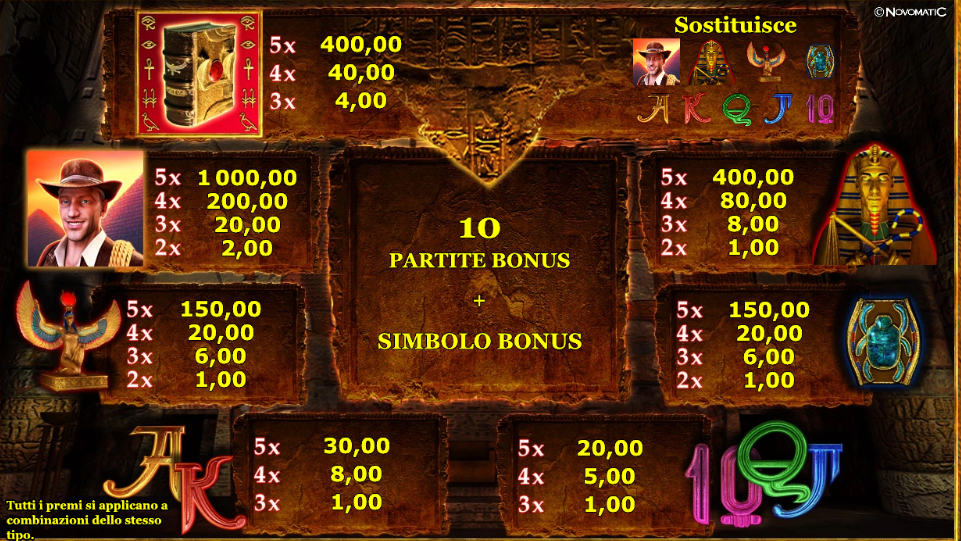 © NOVOMATIC
Sostituisce
5x 400,00
4x 40,00
3x 4,00
A K Q J 10
5x 1 000,00
4x 200,00
3x 20,00
2x 2,00
10
PARTITE BONUS
+
SIMBOLO BONUS
5x 400,00
4x 80,00
3x 8,00
2x 1,00
5x 150,00
4x 20,00
3x 6,00
2x 1,00
5x 150,00
4x 20,00
3x 6,00
2x 1,00
A K
5x 30,00
4x 8,00
3x 1,00
5x 20,00
4x 5,00
3x 1,00
10 Q J
Tutti i premi si applicano a
combinazioni dello stesso
tipo.